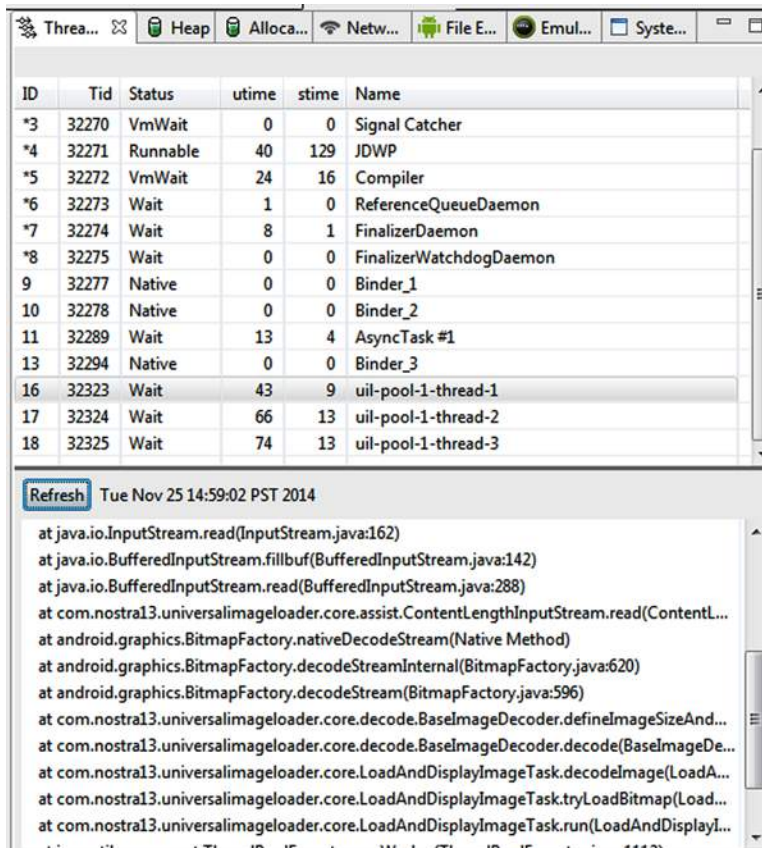 Threa... Heap Alloca... Netw... File E... Emul... Syste...
ID Tid Status utime stime Name
*3 32270 VmWait 0 0 Signal Catcher
*4 32271 Runnable 40 129 JDWP
*5 32272 VmWait 24 16 Compiler
*6 32273 Wait 1 0 ReferenceQueueDaemon
*7 32274 Wait 8 1 FinalizerDaemon
*8 32275 Wait 0 0 FinalizerWatchdogDaemon
9 32277 Native 0 0 Binder_1
10 32278 Native 0 0 Binder_2
11 32289 Wait 13 4 AsyncTask #1
13 32294 Native 0 0 Binder_3
16 32323 Wait 43 9 uil-pool-1-thread-1
17 32324 Wait 66 13 uil-pool-1-thread-2
18 32325 Wait 74 13 uil-pool-1-thread-3
Refresh Tue Nov 25 14:59:02 PST 2014
at java.io.InputStream.read(InputStream.java:162)
at java.io.BufferedInputStream.fillbuf(BufferedInputStream.java:142)
at java.io.BufferedInputStream.read(BufferedInputStream.java:288)
at com.nostra13.universalimageloader.core.assist.ContentLengthInputStream.read(ContentL...
at android.graphics.BitmapFactory.nativeDecodeStream(Native Method)
at android.graphics.BitmapFactory.decodeStreamInternal(BitmapFactory.java:620)
at android.graphics.BitmapFactory.decodeStream(BitmapFactory.java:596)
at com.nostra13.universalimageloader.core.decode.BaseImageDecoder.defineImageSizeAnd...
at com.nostra13.universalimageloader.core.decode.BaseImageDecoder.decode(BaseImageDe...
at com.nostra13.universalimageloader.core.LoadAndDisplayImageTask.decodeImage(LoadA...
at com.nostra13.universalimageloader.core.LoadAndDisplayImageTask.tryLoadBitmap(Load...
at com.nostra13.universalimageloader.core.LoadAndDisplayImageTask.run(LoadAndDisplayI...